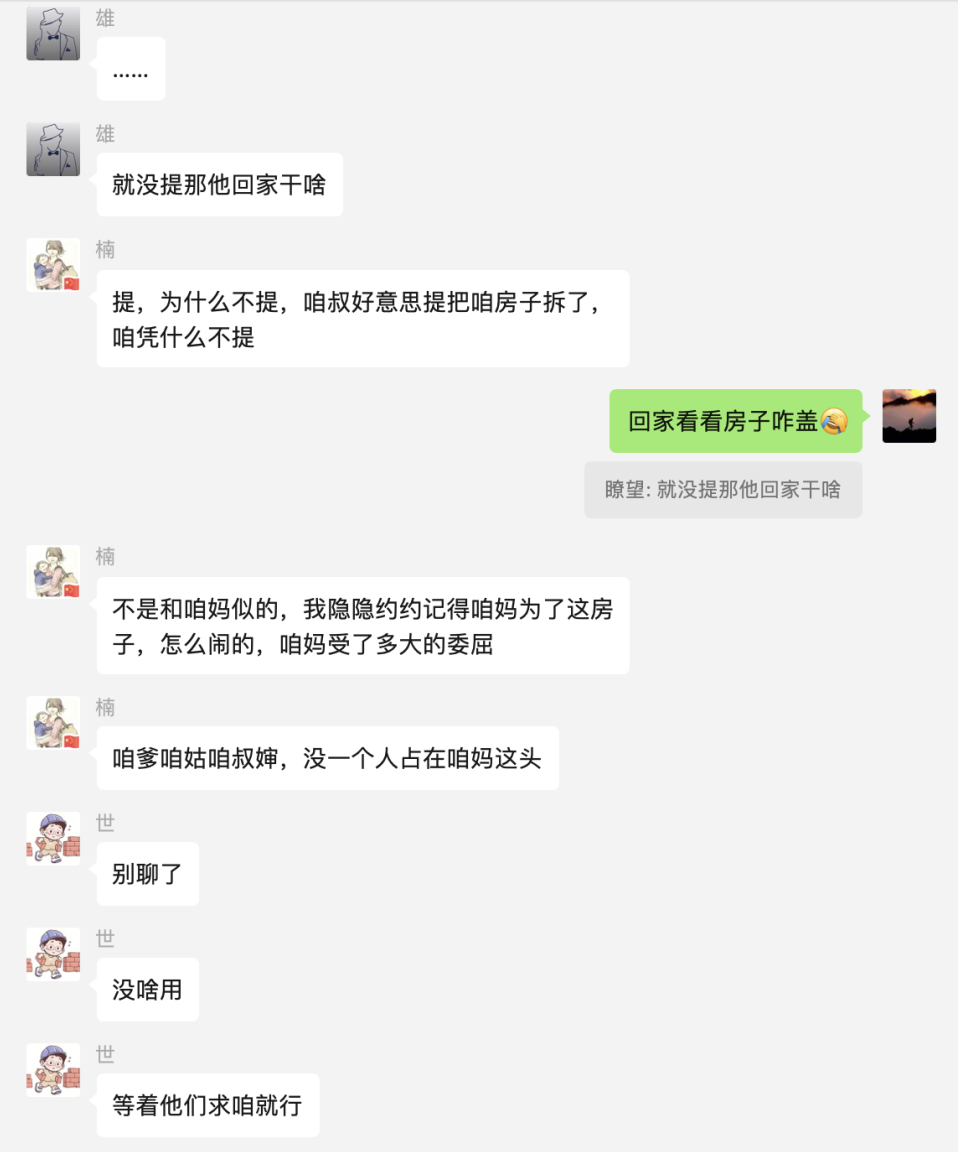 雄
……
雄
就没提那他回家干啥
楠
提，为什么不提，咱叔好意思提把咱房子拆了，
咱凭什么不提
回家看看房子咋盖🤣
瞭望: 就没提那他回家干啥
楠
不是和咱妈似的，我隐隐约约记得咱妈为了这房
子，怎么闹的，咱妈受了多大的委屈
楠
咱爹咱姑咱叔婶，没一个人占在咱妈这头
世
别聊了
世
没啥用
世
等着他们求咱就行